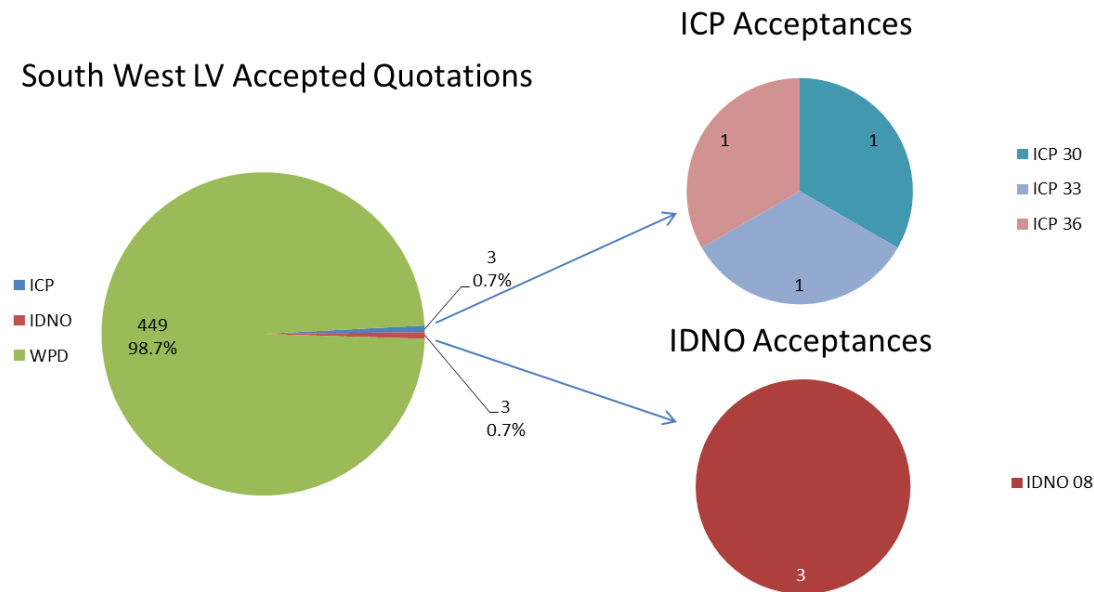 South West LV Accepted Quotations
ICP
IDNO
WPD
449
98.7%
3
0.7%
3
0.7%
ICP Acceptances
1
1
1
ICP 30
ICP 33
ICP 36
IDNO Acceptances
3
IDNO 08